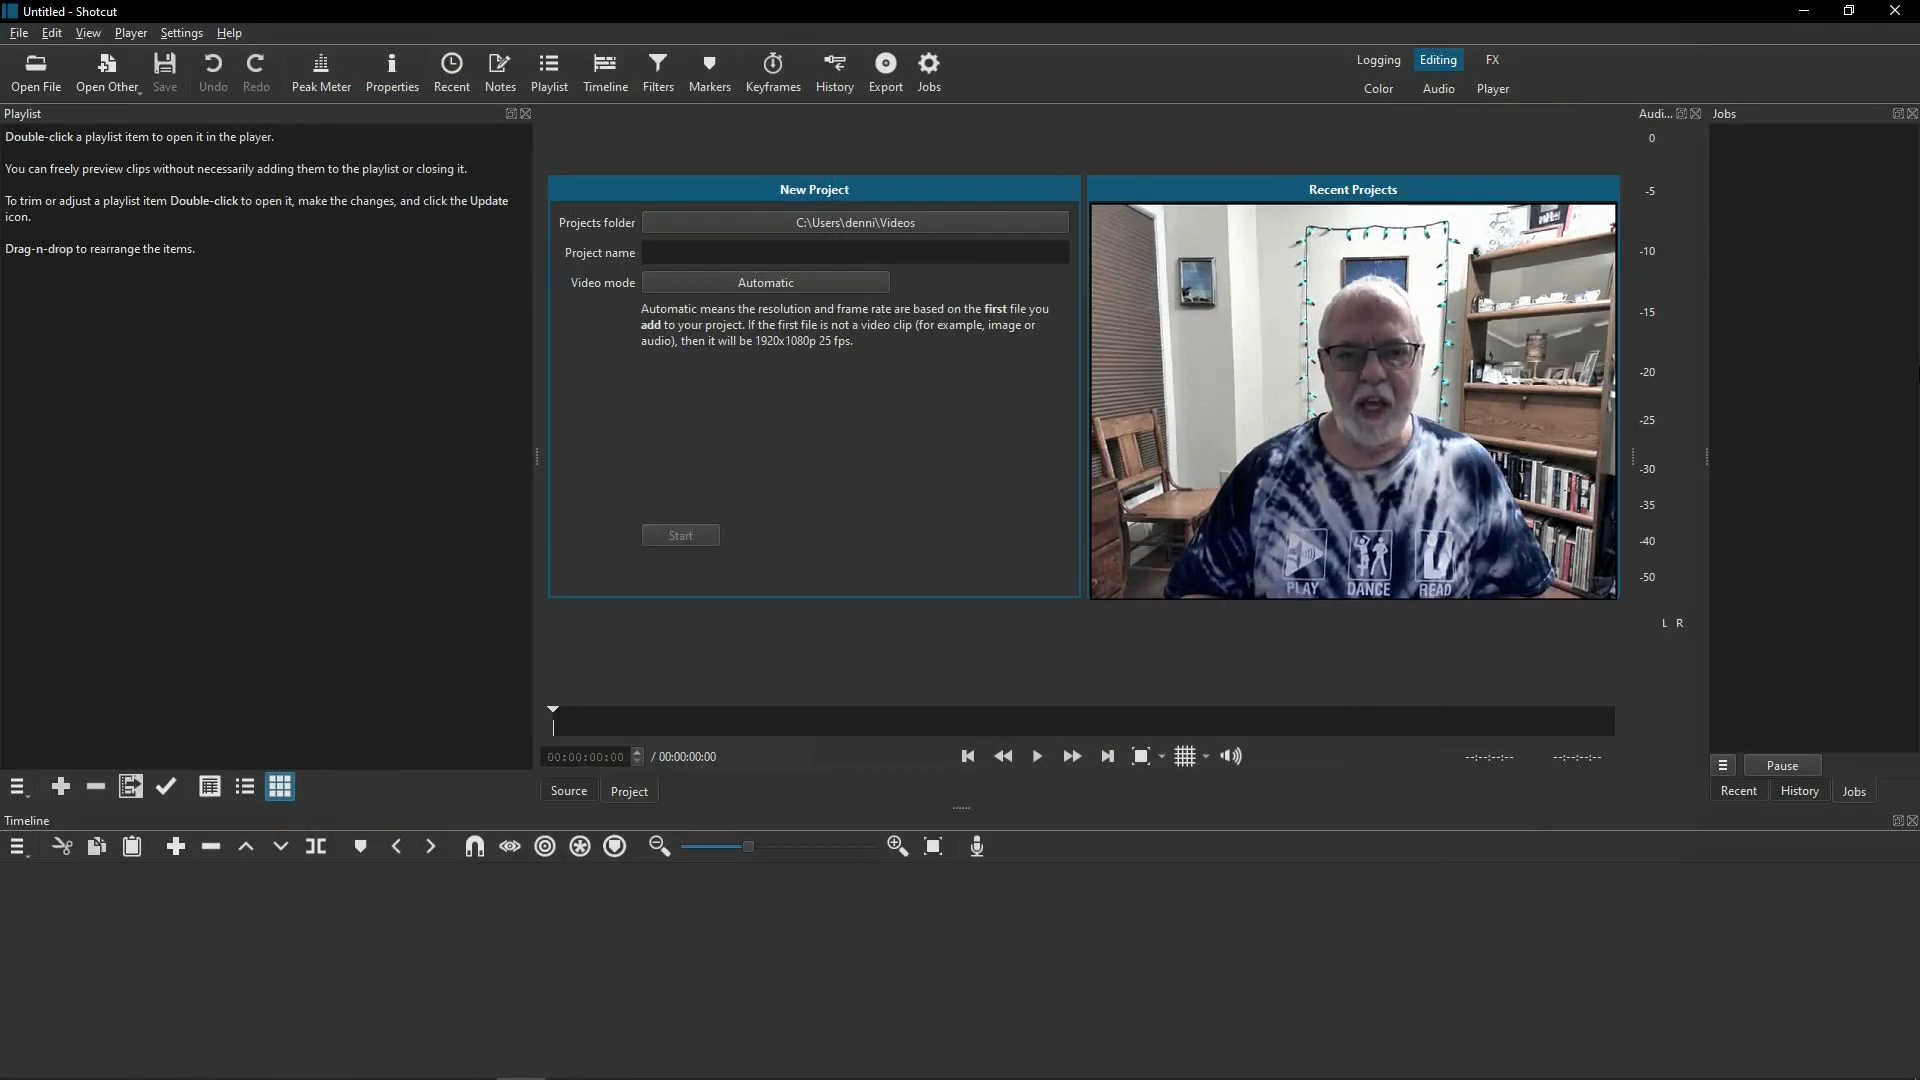 Untitled - Shotcut
File Edit View Player Settings Help
Open File Open Other Save Undo Redo Peak Meter Properties Recent Notes Playlist Timeline Filters Markers Keyframes History Export Jobs
Logging Editing FX
Color Audio Player
Playlist
Double-click a playlist item to open it in the player.
You can freely preview clips without necessarily adding them to the playlist or closing it.
To trim or adjust a playlist item Double-click to open it, make the changes, and click the Update
icon.
Drag-n-drop to rearrange the items.
New Project
Projects folder C:\Users\denni\Videos
Project name
Video mode Automatic
Automatic means the resolution and frame rate are based on the first file you
add to your project. If the first file is not a video clip (for example, image or
audio), then it will be 1920x1080p 25 fps.
Start
Recent Projects
PLAY DANCE READ
Audi...
0
-5
-10
-15
-20
-25
-30
-35
-40
-50
L R
Jobs
00:00:00:00 / 00:00:00:00
--:--:--:-- --:--:--:--
Source Project
Pause
Recent History Jobs
Timeline